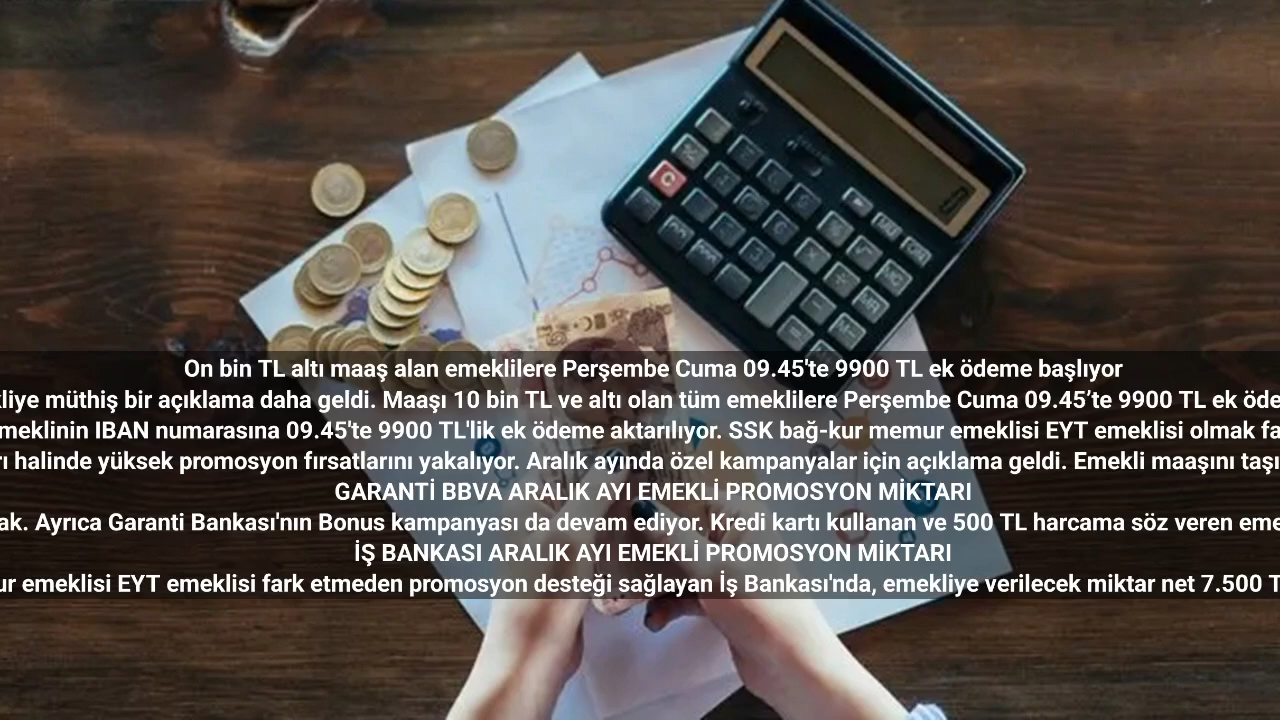 On bin TL altı maaş alan emeklilere Perşembe Cuma 09.45'te 9900 TL ek ödeme başlıyor
kliye müthiş bir açıklama daha geldi. Maaşı 10 bin TL ve altı olan tüm emeklilere Perşembe Cuma 09.45’te 9900 TL ek öde
meklinin IBAN numarasına 09.45'te 9900 TL'lik ek ödeme aktarılıyor. SSK bağ-kur memur emeklisi EYT emeklisi olmak fa
rı halinde yüksek promosyon fırsatlarını yakalıyor. Aralık ayında özel kampanyalar için açıklama geldi. Emekli maaşını taşı
GARANTİ BBVA ARALIK AYI EMEKLİ PROMOSYON MİKTARI
ak. Ayrıca Garanti Bankası'nın Bonus kampanyası da devam ediyor. Kredi kartı kullanan ve 500 TL harcama söz veren eme
İŞ BANKASI ARALIK AYI EMEKLİ PROMOSYON MİKTARI
ur emeklisi EYT emeklisi fark etmeden promosyon desteği sağlayan İş Bankası'nda, emekliye verilecek miktar net 7.500 T